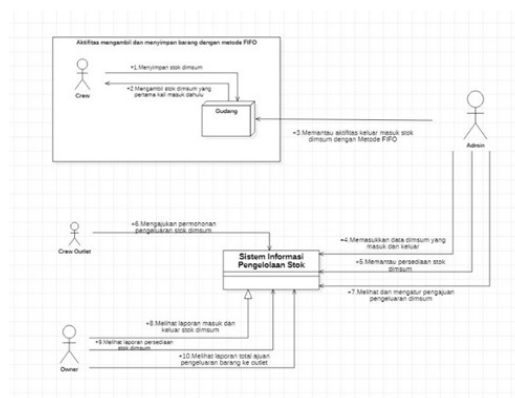 Aktifitas mengambil dan menyimpan barang dengan metode FIFO
+1.Menyimpan stok dimsum
+2.Mengambil stok dimsum yang
pertama kali masuk dahulu
Crew
Gudang
+3.Memantau aktifitas keluar masuk stok
dimsum dengan Metode FIFO
Admin
+6.Mengajukan permohonan
pengeluaran stok dimsum
Crew Outlet
Sistem Informasi
Pengelolaan Stok
+4.Memasukkan data dimsum yang
masuk dan keluar
+5.Memantau persediaan stok
dimsum
+7.Melihat dan mengatur pengajuan
pengeluaran dimsum
+8.Melihat laporan masuk dan
keluar stok dimsum
+9.Melihat laporan persediaan
stok dimsum
+10.Melihat laporan total ajuan
pengeluaran barang ke outlet
Owner